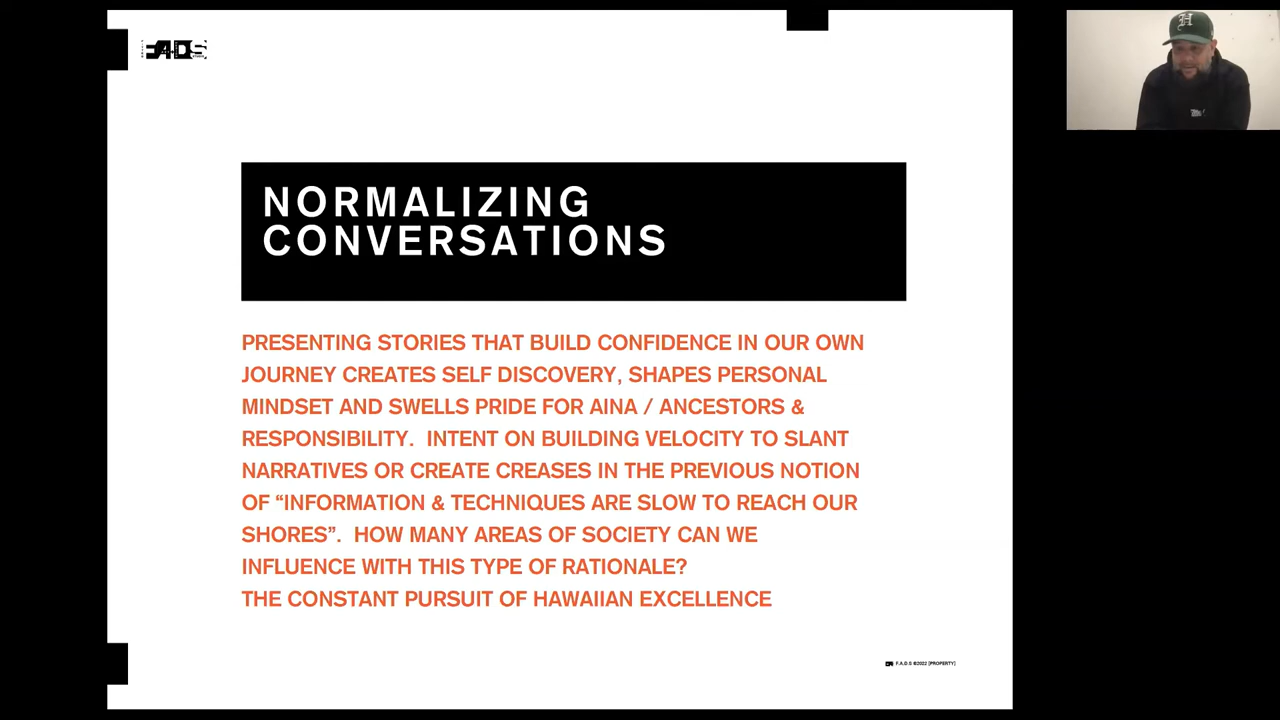 F.A.D.S
NORMALIZING
CONVERSATIONS
PRESENTING STORIES THAT BUILD CONFIDENCE IN OUR OWN
JOURNEY CREATES SELF DISCOVERY, SHAPES PERSONAL
MINDSET AND SWELLS PRIDE FOR AINA / ANCESTORS &
RESPONSIBILITY.  INTENT ON BUILDING VELOCITY TO SLANT
NARRATIVES OR CREATE CREASES IN THE PREVIOUS NOTION
OF “INFORMATION & TECHNIQUES ARE SLOW TO REACH OUR
SHORES”.  HOW MANY AREAS OF SOCIETY CAN WE
INFLUENCE WITH THIS TYPE OF RATIONALE?
THE CONSTANT PURSUIT OF HAWAIIAN EXCELLENCE
F.A.D.S ©2022 [PROPERTY]
H